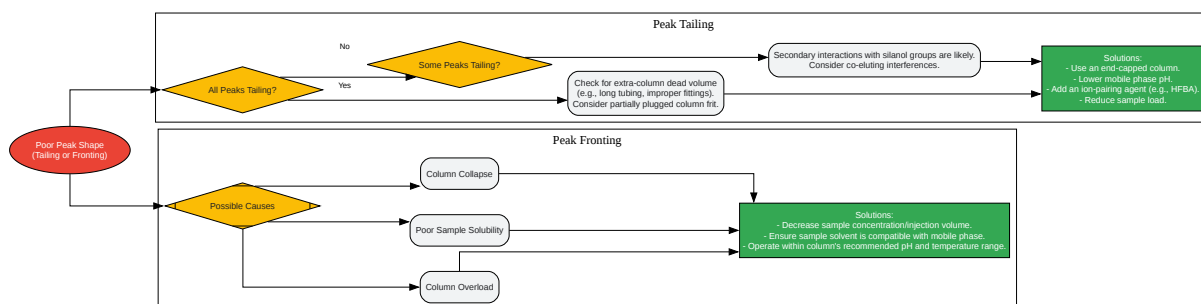 Peak Tailing
No
Some Peaks Tailing?
Secondary interactions with silanol groups are likely.
Consider co-eluting interferences.
Solutions:
- Use an end-capped column.
- Lower mobile phase pH.
- Add an ion-pairing agent (e.g., HFBA).
- Reduce sample load.
All Peaks Tailing?
Yes
Check for extra-column dead volume
(e.g., long tubing, improper fittings).
Consider partially plugged column frit.
Poor Peak Shape
(Tailing or Fronting)
Peak Fronting
Column Collapse
Possible Causes
Poor Sample Solubility
Solutions:
- Decrease sample concentration/injection volume.
- Ensure sample solvent is compatible with mobile phase.
- Operate within column's recommended pH and temperature range.
Column Overload